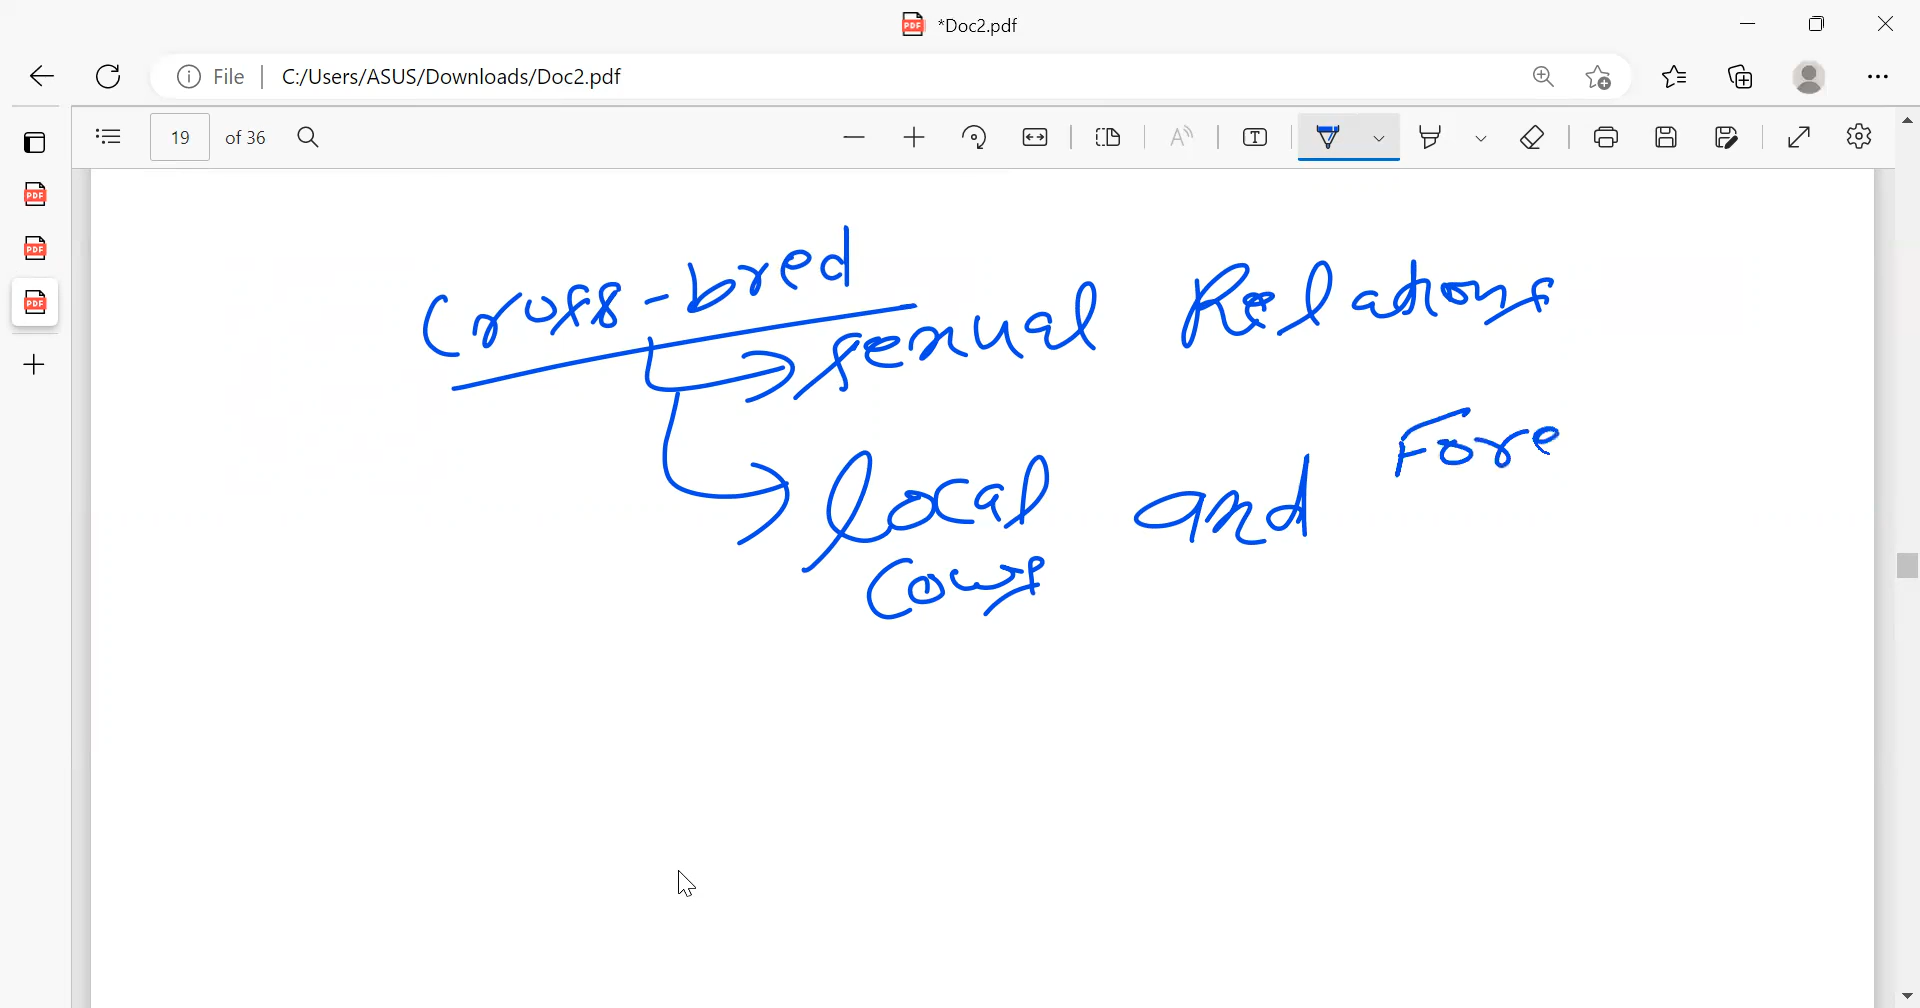 *Doc2.pdf
File
C:/Users/ASUS/Downloads/Doc2.pdf
19 of 36
Cross-bred
sexual Relations
local and Fore
Cows